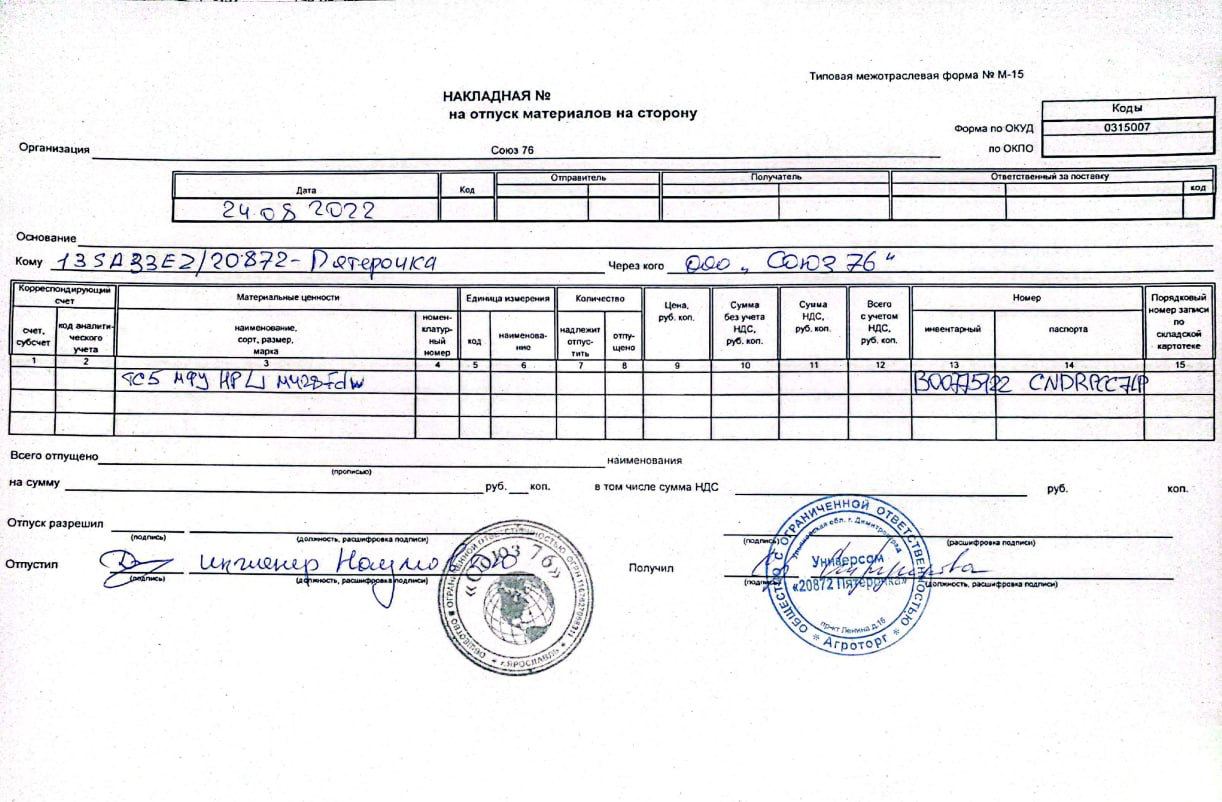 Типовая межотраслевая форма № М-15
НАКЛАДНАЯ №
на отпуск материалов на сторону
Коды
Форма по ОКУД 0315007
по ОКПО
Организация Союз 76
Дата Код Отправитель Получатель Ответственный за поставку код
24.08 2022
Основание
Кому 135A33EZ/20872- Пятерочка Через кого ООО „СОЮЗ 76“
Корреспондирующий счет Материальные ценности Единица измерения Количество Цена, руб. коп. Сумма без учета НДС, руб. коп. Сумма НДС, руб. коп. Всего с учетом НДС, руб. коп. Номер Порядковый номер записи по складской картотеке
счет, субсчет код аналитического учета наименование, сорт, размер, марка номенклатурный номер код наименование надлежит отпустить отпущено инвентарный паспорта
1 2 3 4 5 6 7 8 9 10 11 12 13 14 15
ТС5 МФУ HP LJ M428Fdw CNDRPCC7LP
Всего отпущено наименования
(прописью)
на сумму руб. коп. в том числе сумма НДС руб. коп.
Отпуск разрешил
(подпись) (должность, расшифровка подписи) (подпись) (расшифровка подписи)
Отпустил инженер Получил
(подпись) (должность, расшифровка подписи) (подпись) (должность, расшифровка подписи)
ОБЩЕСТВО С ОГРАНИЧЕННОЙ ОТВЕТСТВЕННОСТЬЮ
«СОЮЗ 76»
г. ЯРОСЛАВЛЬ
ОБЩЕСТВО С ОГРАНИЧЕННОЙ ОТВЕТСТВЕННОСТЬЮ
Ульяновская обл. г. Димитровград
Универсам
«20872 Пятерочка»
пр-кт Ленина д.16
Агроторг